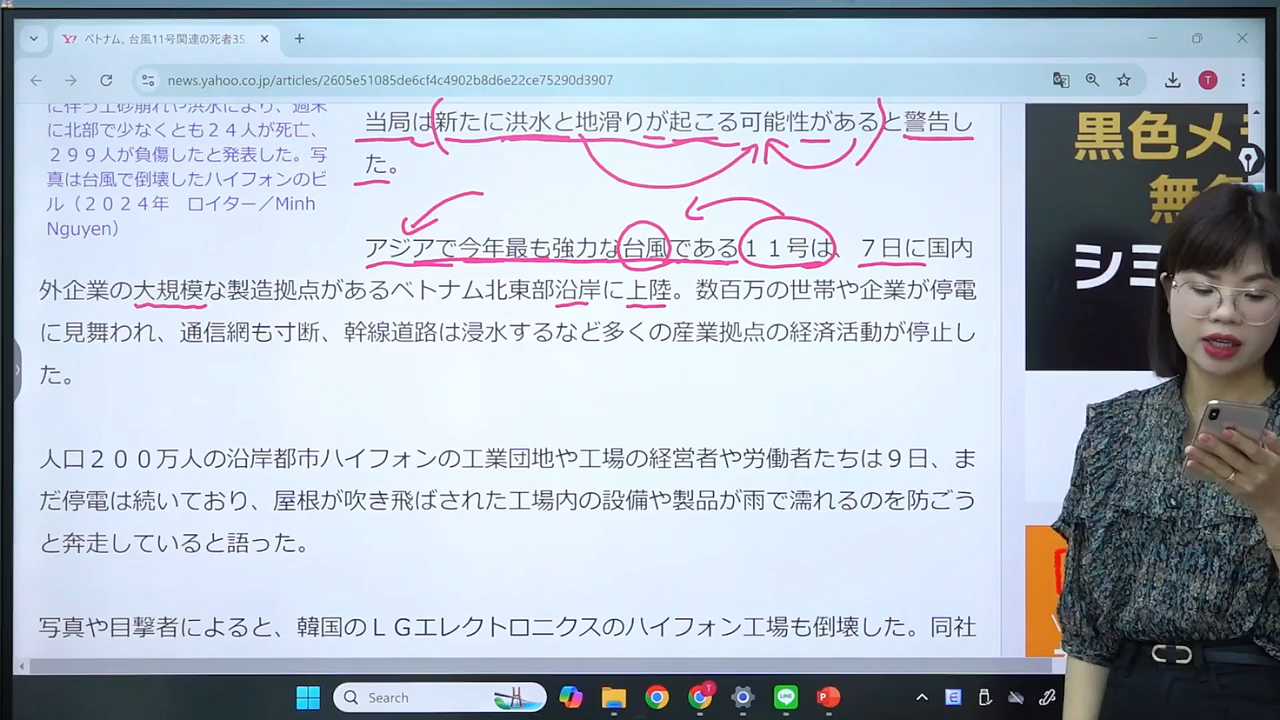 ベトナム、台風11号関連の死者35
news.yahoo.co.jp/articles/2605e51085de6cf4c4902b8d6e22ce75290d3907
T
に伴う土砂崩れや洪水により、週末
に北部で少なくとも２４人が死亡、
２９９人が負傷したと発表した。写
真は台風で倒壊したハイフォンのビ
ル（２０２４年　ロイター／Minh
Nguyen）
当局は新たに洪水と地滑りが起こる可能性があると警告し
た。
アジアで今年最も強力な台風である１１号は、７日に国内
外企業の大規模な製造拠点があるベトナム北東部沿岸に上陸。数百万の世帯や企業が停電
に見舞われ、通信網も寸断、幹線道路は浸水するなど多くの産業拠点の経済活動が停止し
た。
人口２００万人の沿岸都市ハイフォンの工業団地や工場の経営者や労働者たちは９日、ま
だ停電は続いており、屋根が吹き飛ばされた工場内の設備や製品が雨で濡れるのを防ごう
と奔走していると語った。
写真や目撃者によると、韓国のＬＧエレクトロニクスのハイフォン工場も倒壊した。同社
黒色メ
無
シミ
Search